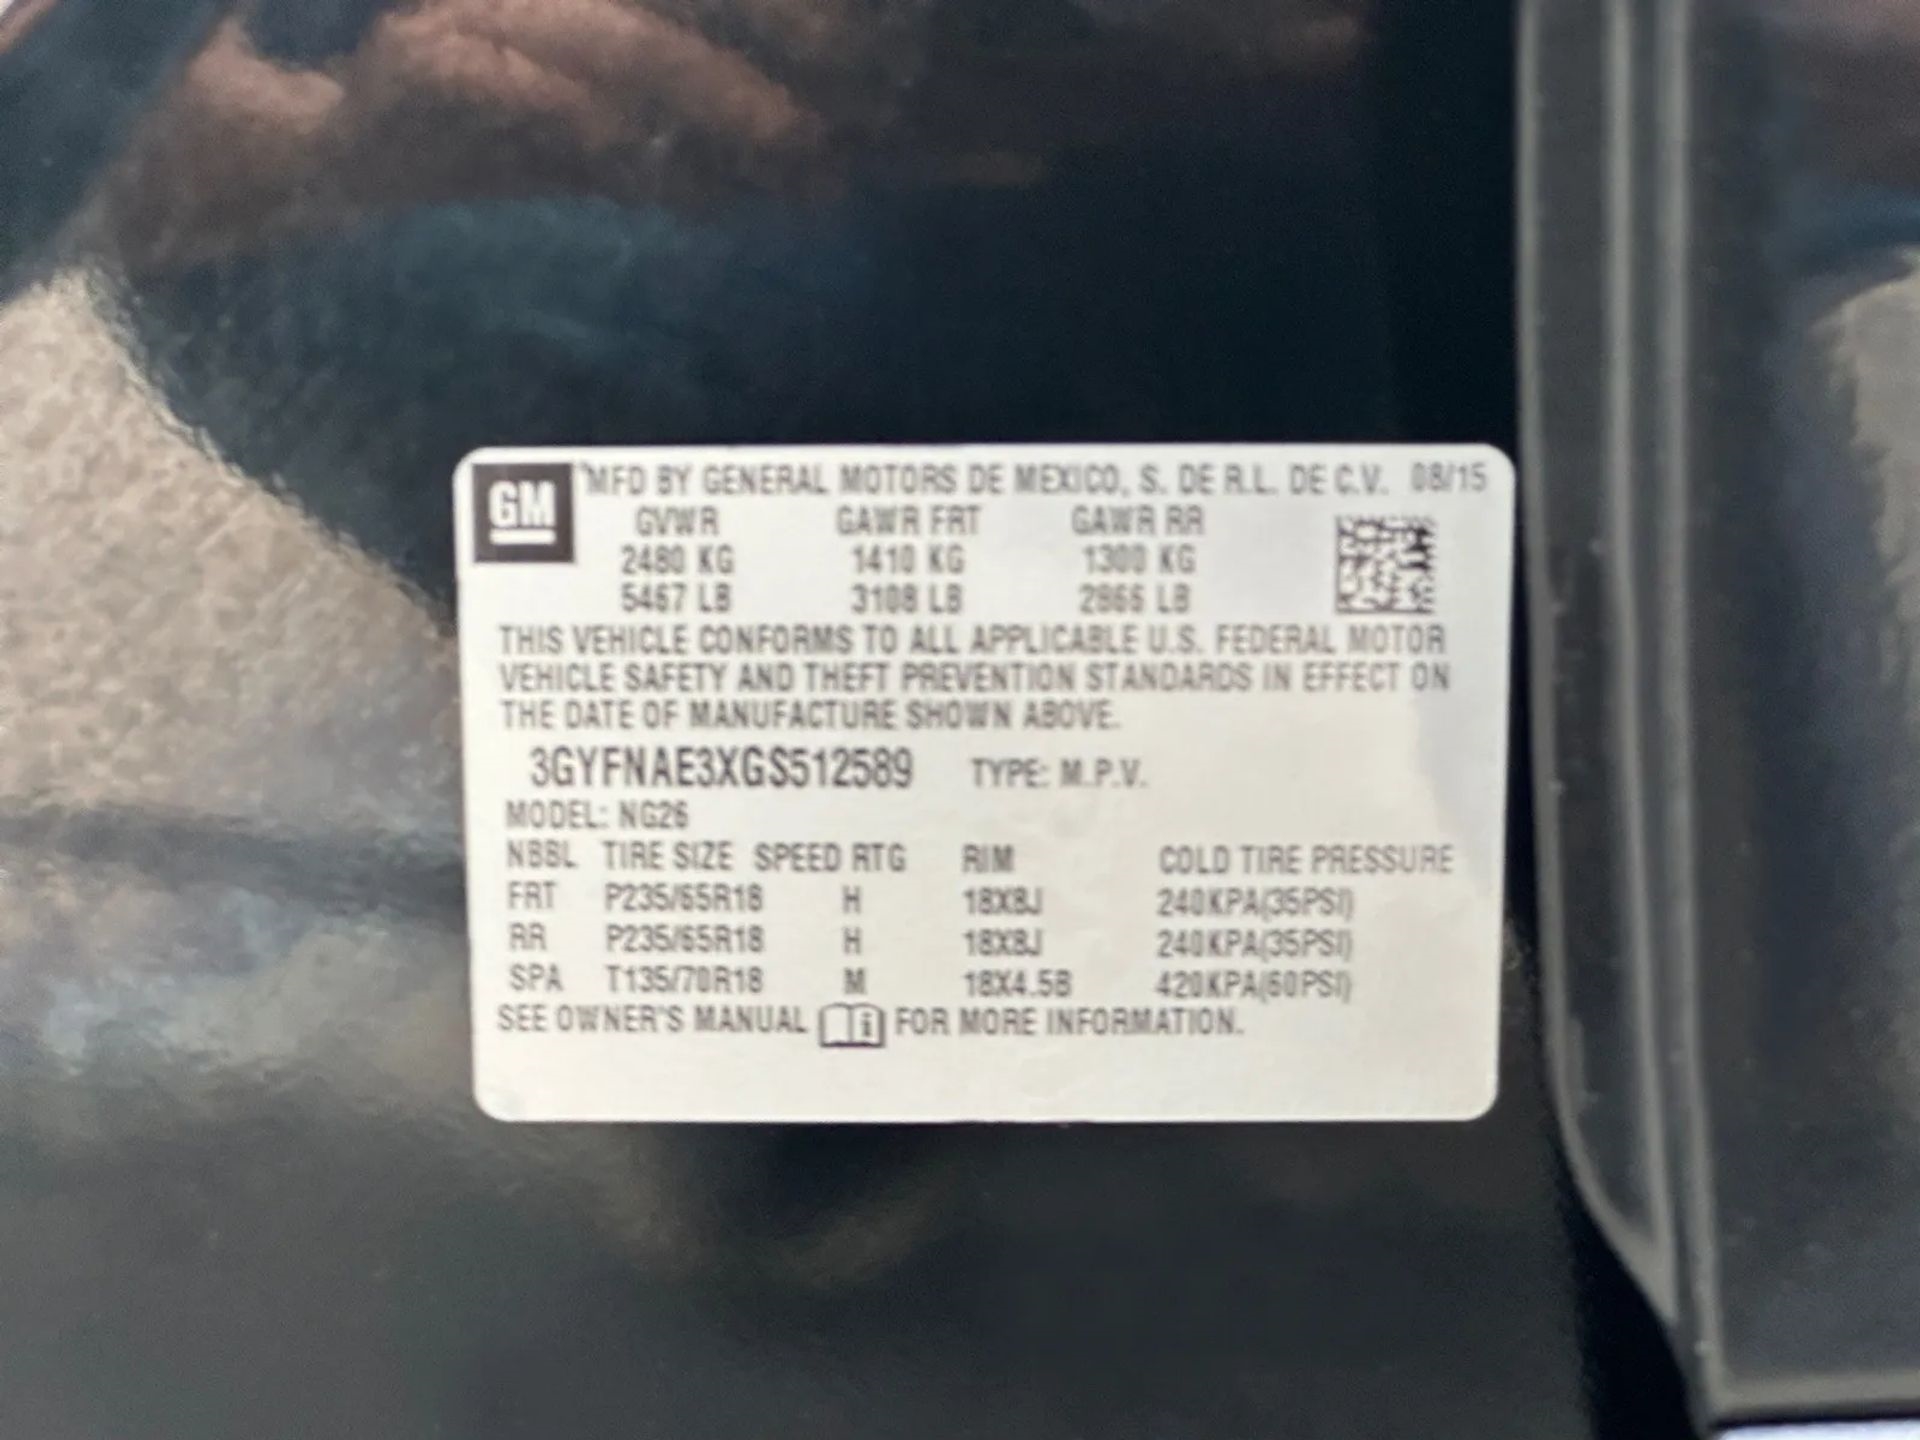 GM
MFD BY GENERAL MOTORS DE MEXICO, S. DE R.L. DE C.V. 08/15
GVWR GAWR FRT GAWR RR
2480 KG 1410 KG 1300 KG
5467 LB 3108 LB 2866 LB
THIS VEHICLE CONFORMS TO ALL APPLICABLE U.S. FEDERAL MOTOR
VEHICLE SAFETY AND THEFT PREVENTION STANDARDS IN EFFECT ON
THE DATE OF MANUFACTURE SHOWN ABOVE.
3GYFNAE3XGS512589 TYPE: M.P.V.
MODEL: NG26
NBBL TIRE SIZE SPEED RTG RIM COLD TIRE PRESSURE
FRT P235/65R18 H 18X8J 240KPA(35PSI)
RR P235/65R18 H 18X8J 240KPA(35PSI)
SPA T135/70R18 M 18X4.5B 420KPA(60PSI)
SEE OWNER'S MANUAL FOR MORE INFORMATION.